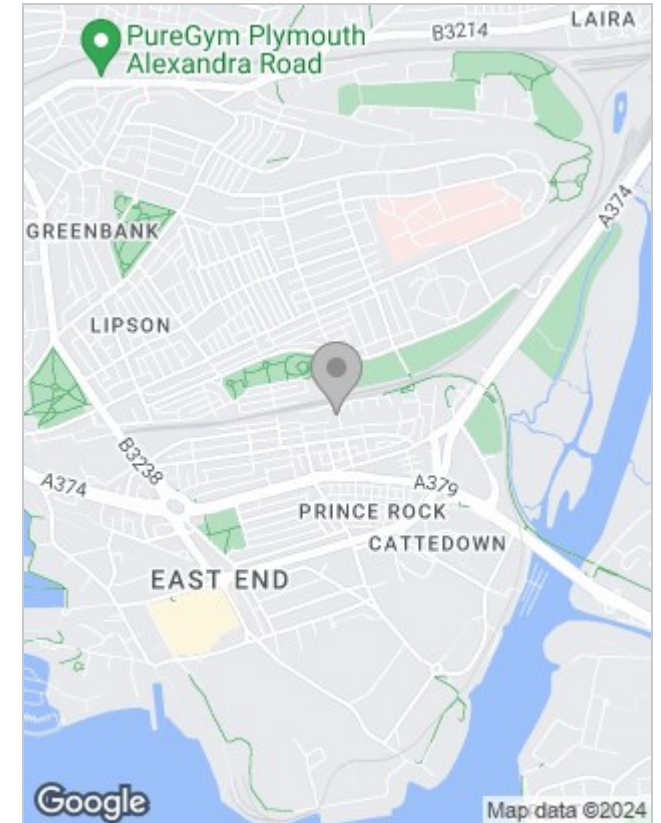 LAIRA
B3214
PureGym Plymouth
Alexandra Road
A374
GREENBANK
LIPSON
B3238
A374
A379
PRINCE ROCK
CATTEDOWN
EAST END
Google
Map data ©2024